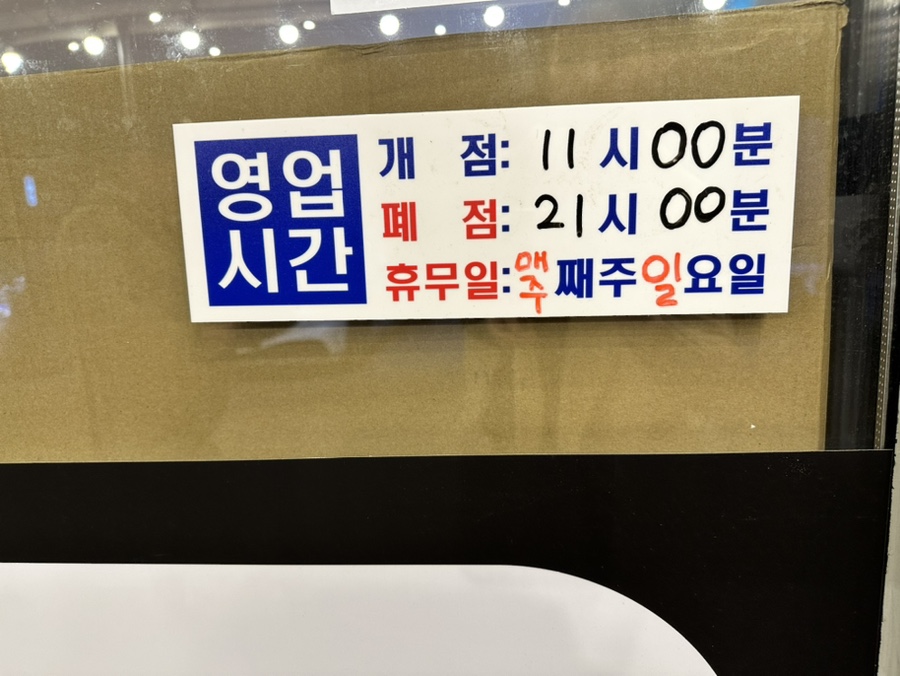 영업
시간
개 점: 11시 00분
폐 점: 21시 00분
휴무일: 매주 째주 일요일